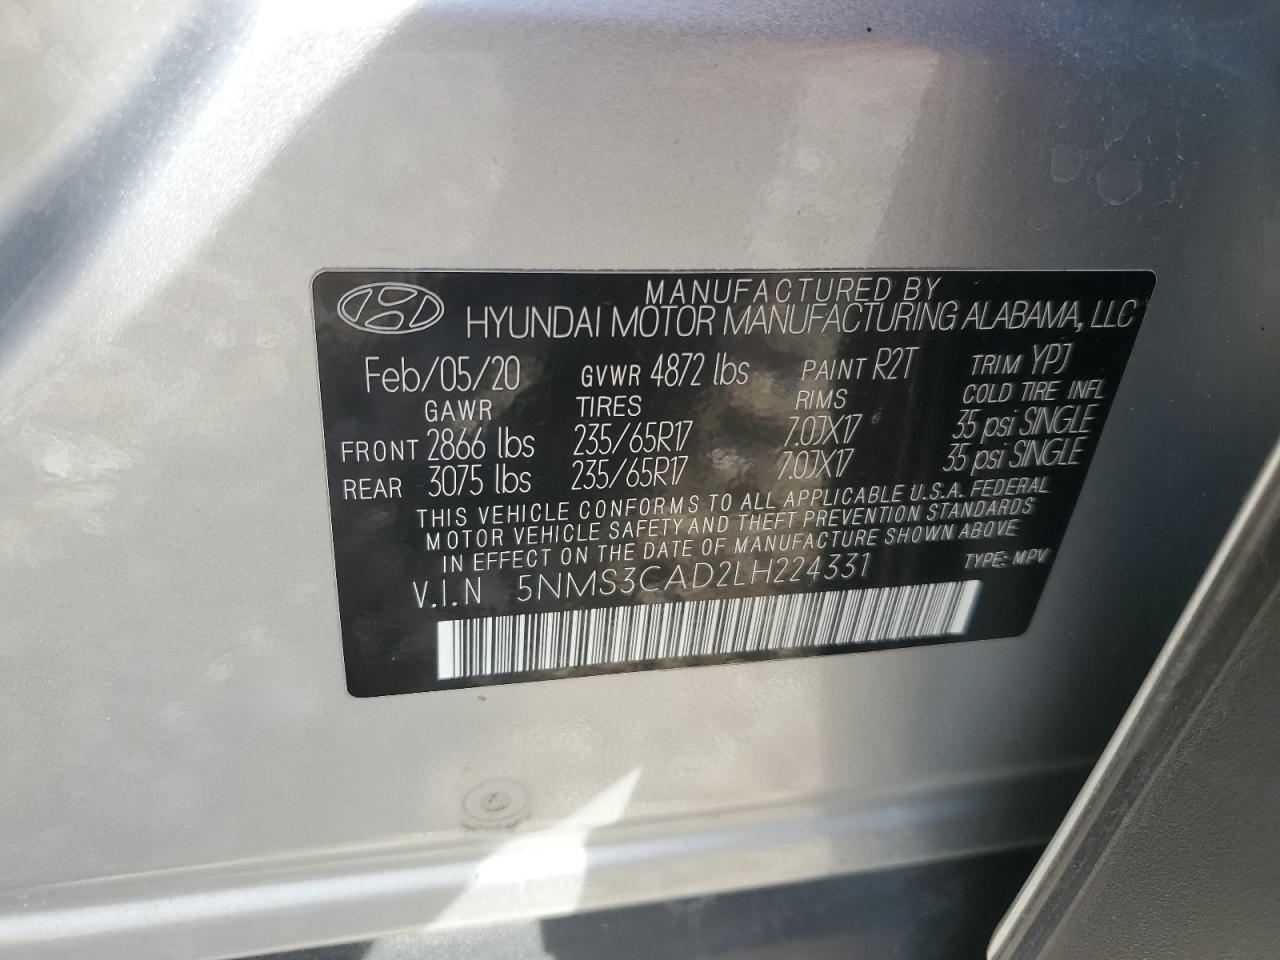 MANUFACTURED BY
HYUNDAI MOTOR MANUFACTURING ALABAMA, LLC
Feb/05/20 GVWR 4872 lbs PAINT R2T TRIM YPJ
GAWR TIRES RIMS COLD TIRE INFL
FRONT 2866 lbs 235/65R17 7.0JX17 35 psi SINGLE
REAR 3075 lbs 235/65R17 7.0JX17 35 psi SINGLE
THIS VEHICLE CONFORMS TO ALL APPLICABLE U.S.A. FEDERAL
MOTOR VEHICLE SAFETY AND THEFT PREVENTION STANDARDS
IN EFFECT ON THE DATE OF MANUFACTURE SHOWN ABOVE
V.I.N 5NMS3CAD2LH224331 TYPE: MPV